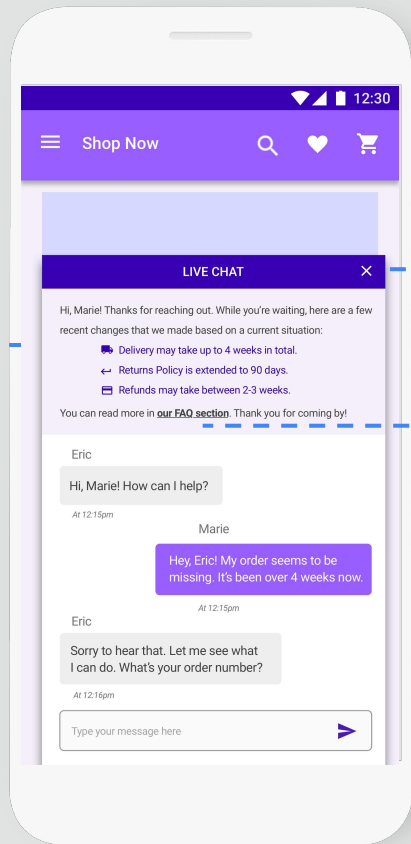 12:30
Shop Now
LIVE CHAT
Hi, Marie! Thanks for reaching out. While you're waiting, here are a few
recent changes that we made based on a current situation:
Delivery may take up to 4 weeks in total.
Returns Policy is extended to 90 days.
Refunds may take between 2-3 weeks.
You can read more in our FAQ section. Thank you for coming by!
Eric
Hi, Marie! How can I help?
At 12:15pm
Marie
Hey, Eric! My order seems to be
missing. It's been over 4 weeks now.
At 12:15pm
Eric
Sorry to hear that. Let me see what
I can do. What's your order number?
At 12:16pm
Type your message here